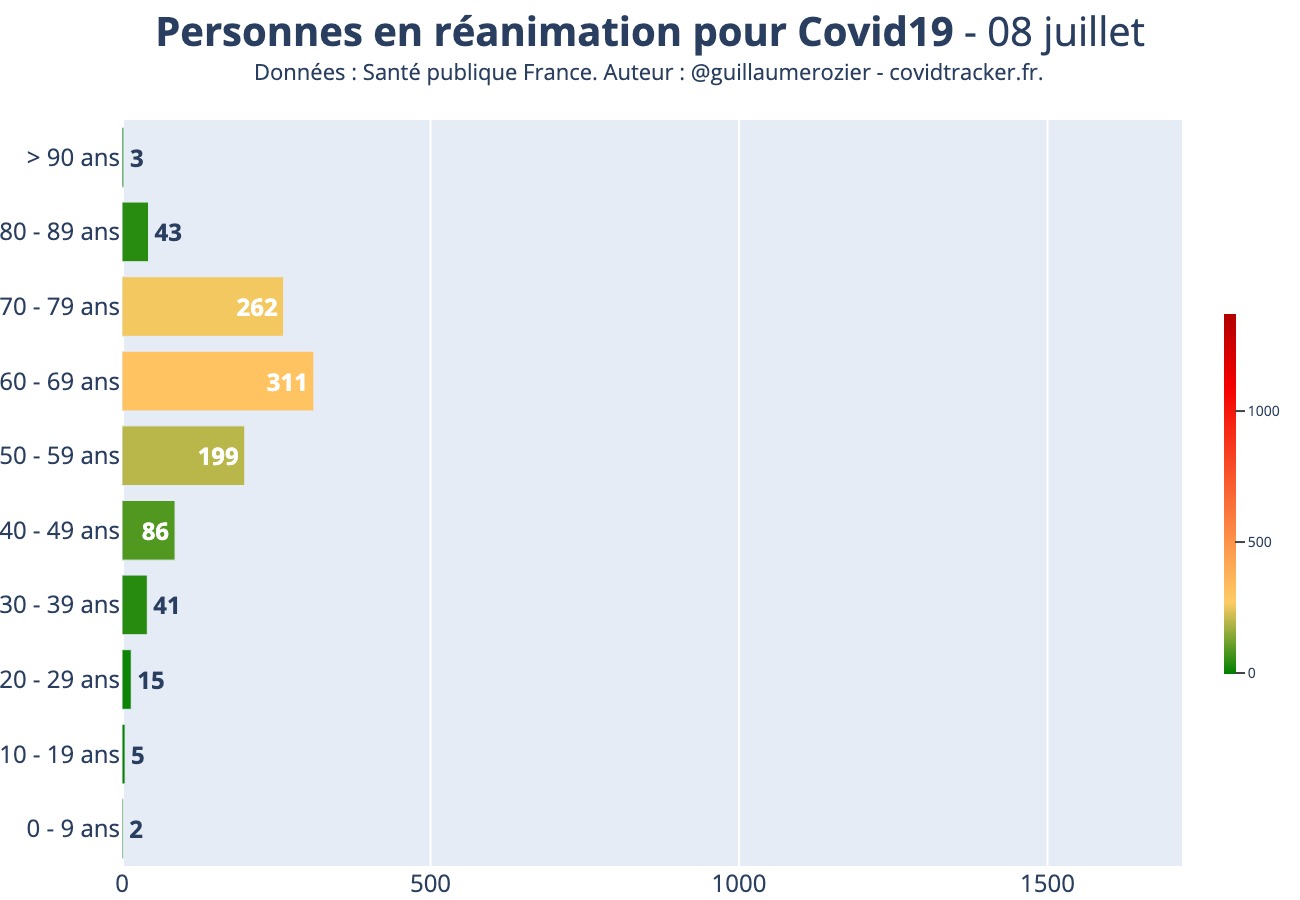 Personnes en réanimation pour Covid19 - 08 juillet
Données : Santé publique France. Auteur : @guillaumerozier - covidtracker.fr.
> 90 ans 3
80 - 89 ans 43
70 - 79 ans 262
60 - 69 ans 311
50 - 59 ans 199
40 - 49 ans 86
30 - 39 ans 41
20 - 29 ans 15
10 - 19 ans 5
0 - 9 ans 2
0 500 1000 1500
1000
500
0